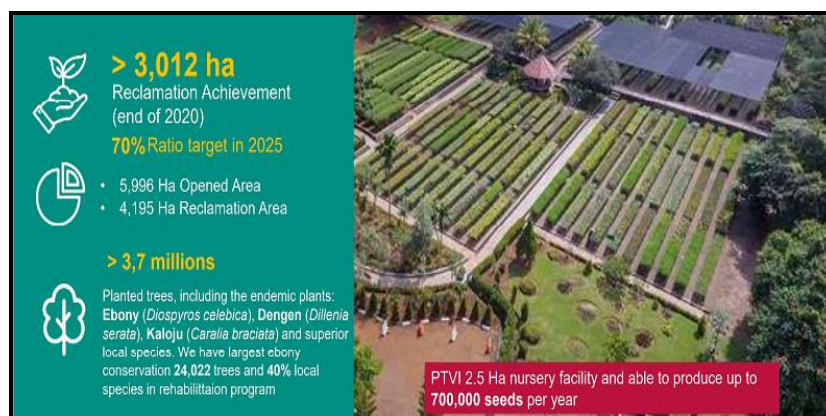 > 3,012 ha
Reclamation Achievement
(end of 2020)
70% Ratio target in 2025
• 5,996 Ha Opened Area
• 4,195 Ha Reclamation Area
> 3,7 millions
Planted trees, including the endemic plants:
Ebony (Diospyros celebica), Dengen (Dillenia
serata), Kaloju (Caralia braciata) and superior
local species. We have largest ebony
conservation 24,022 trees and 40% local
species in rehabilittaion program
PTVI 2.5 Ha nursery facility and able to produce up to
700,000 seeds per year